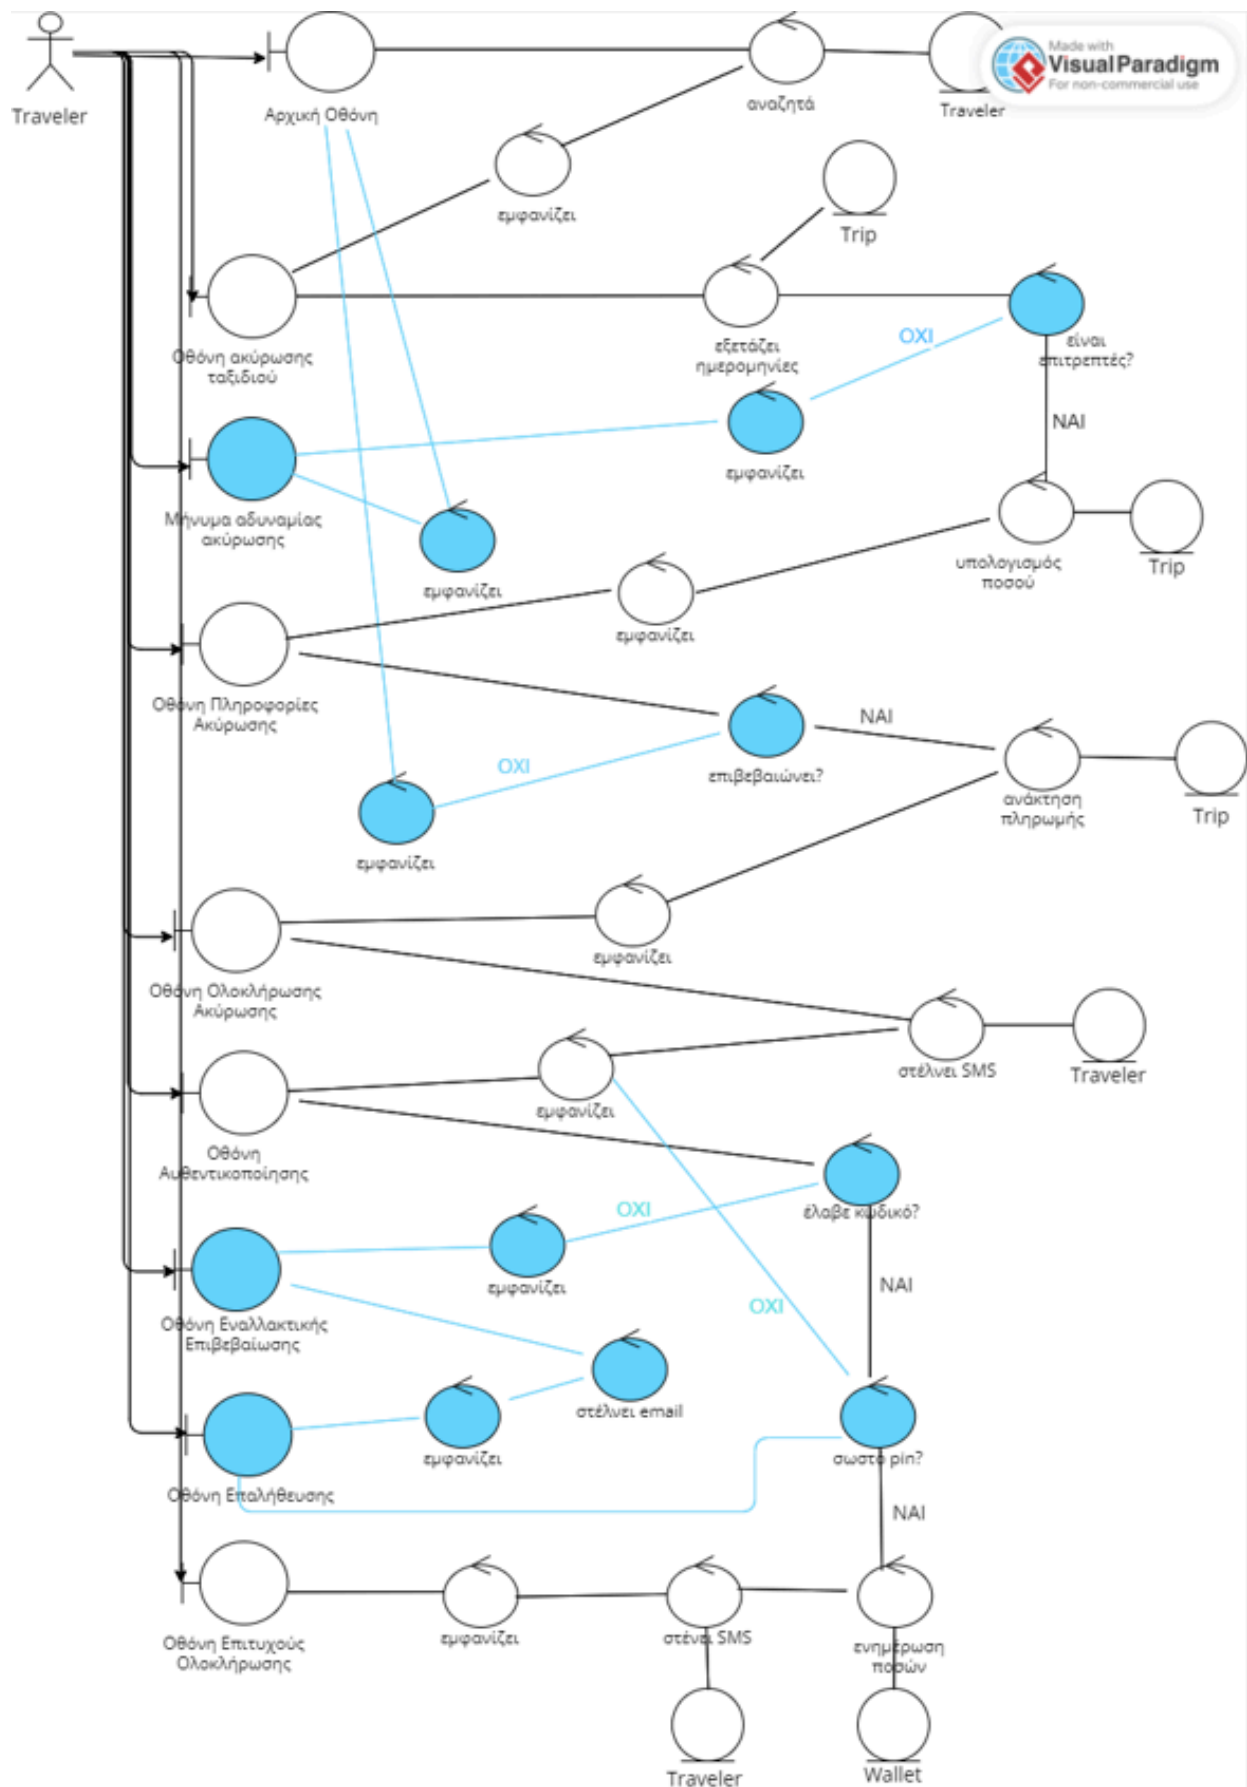 Made with
Visual Paradigm
For non-commercial use
Traveler
Αρχική Οθόνη
αναζητά
Traveler
εμφανίζει
Trip
Οθόνη ακύρωσης
ταξιδιού
εξετάζει
ημερομηνίες
ΟΧΙ
είναι
επιτρεπτές?
ΝΑΙ
εμφανίζει
Μήνυμα αδυναμίας
ακύρωσης
εμφανίζει
υπολογισμός
ποσού
Trip
εμφανίζει
Οθόνη Πληροφορίες
Ακύρωσης
ΝΑΙ
επιβεβαιώνει?
ΟΧΙ
ανάκτηση
πληρωμής
Trip
εμφανίζει
εμφανίζει
Οθόνη Ολοκλήρωσης
Ακύρωσης
στέλνει SMS
Traveler
εμφανίζει
Οθόνη
Αυθεντικοποίησης
έλαβε κωδικό?
ΟΧΙ
εμφανίζει
ΝΑΙ
ΟΧΙ
Οθόνη Εναλλακτικής
Επιβεβαίωσης
στέλνει email
εμφανίζει
σωστό pin?
Οθόνη Επαλήθευσης
ΝΑΙ
Οθόνη Επιτυχούς
Ολοκλήρωσης
εμφανίζει
στένει SMS
ενημέρωση
ποσών
Traveler
Wallet